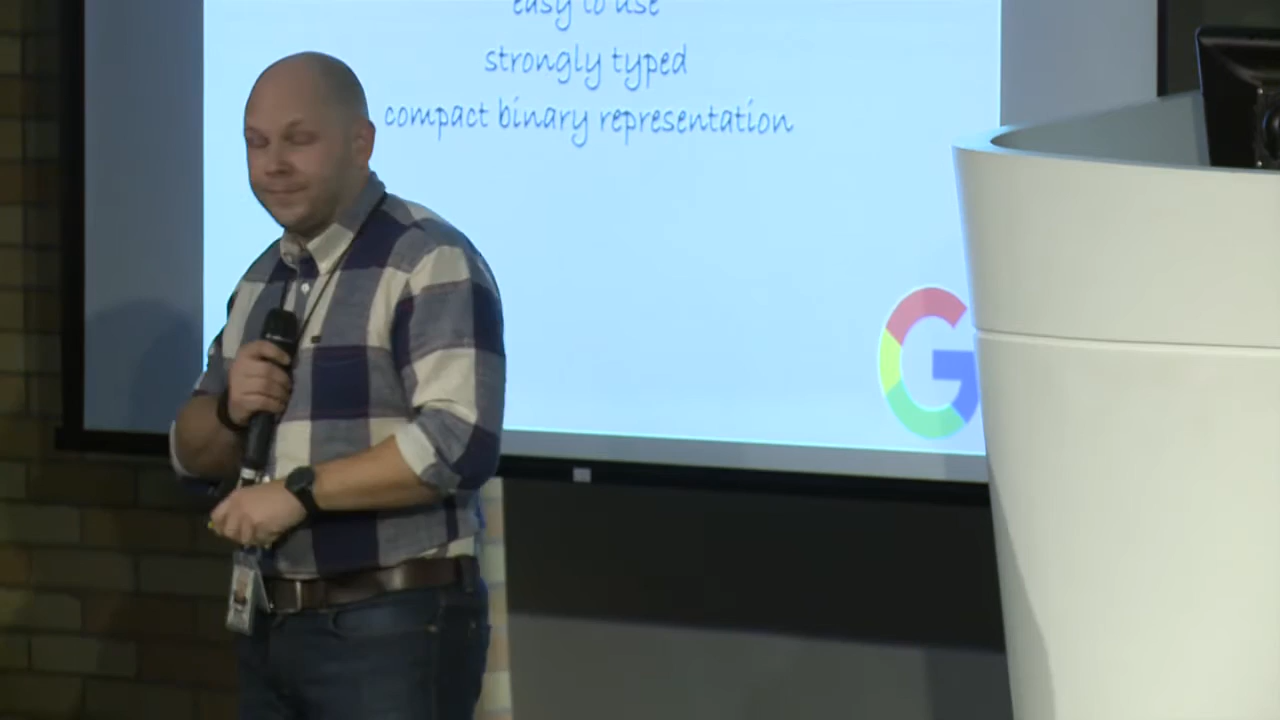 easy to use
strongly typed
compact binary representation
G